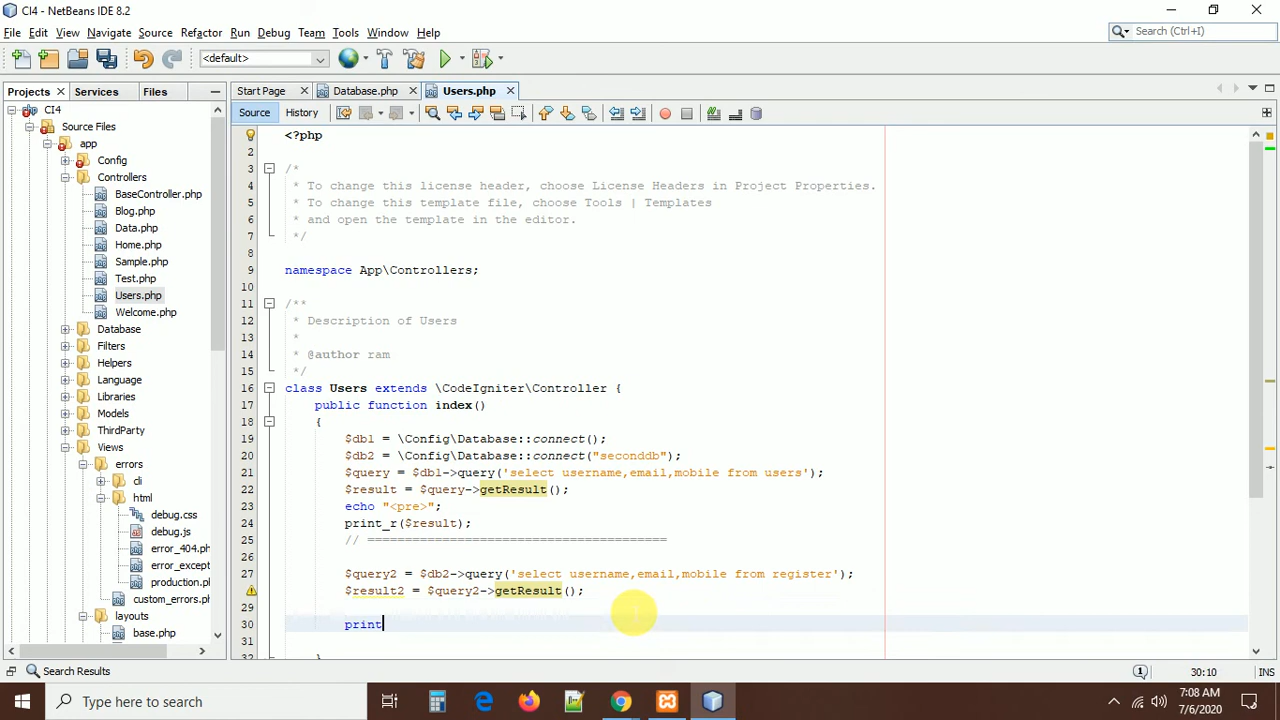 CI4 - NetBeans IDE 8.2
File Edit View Navigate Source Refactor Run Debug Team Tools Window Help
Search (Ctrl+I)
<default>
Projects Services Files
Start Page Database.php Users.php
Source History
CI4
Source Files
app
Config
Controllers
BaseController.php
Blog.php
Data.php
Home.php
Sample.php
Test.php
Users.php
Welcome.php
Database
Filters
Helpers
Language
Libraries
Models
ThirdParty
Views
errors
cli
html
debug.css
debug.js
error_404.ph
error_except
production.p
custom_errors.ph
layouts
base.php
<?php
2
3 /*
4 * To change this license header, choose License Headers in Project Properties.
5 * To change this template file, choose Tools | Templates
6 * and open the template in the editor.
7 */
8
9 namespace App\Controllers;
10
11 /**
12 * Description of Users
13 *
14 * @author ram
15 */
16 class Users extends \CodeIgniter\Controller {
17 public function index()
18 {
19 $db1 = \Config\Database::connect();
20 $db2 = \Config\Database::connect("seconddb");
21 $query = $db1->query('select username,email,mobile from users');
22 $result = $query->getResult();
23 echo "<pre>";
24 print_r($result);
25 // ========================================
26
27 $query2 = $db2->query('select username,email,mobile from register');
$result2 = $query2->getResult();
29
30 print
31
32 }
Search Results
30:10 INS
Type here to search
7:08 AM
7/6/2020